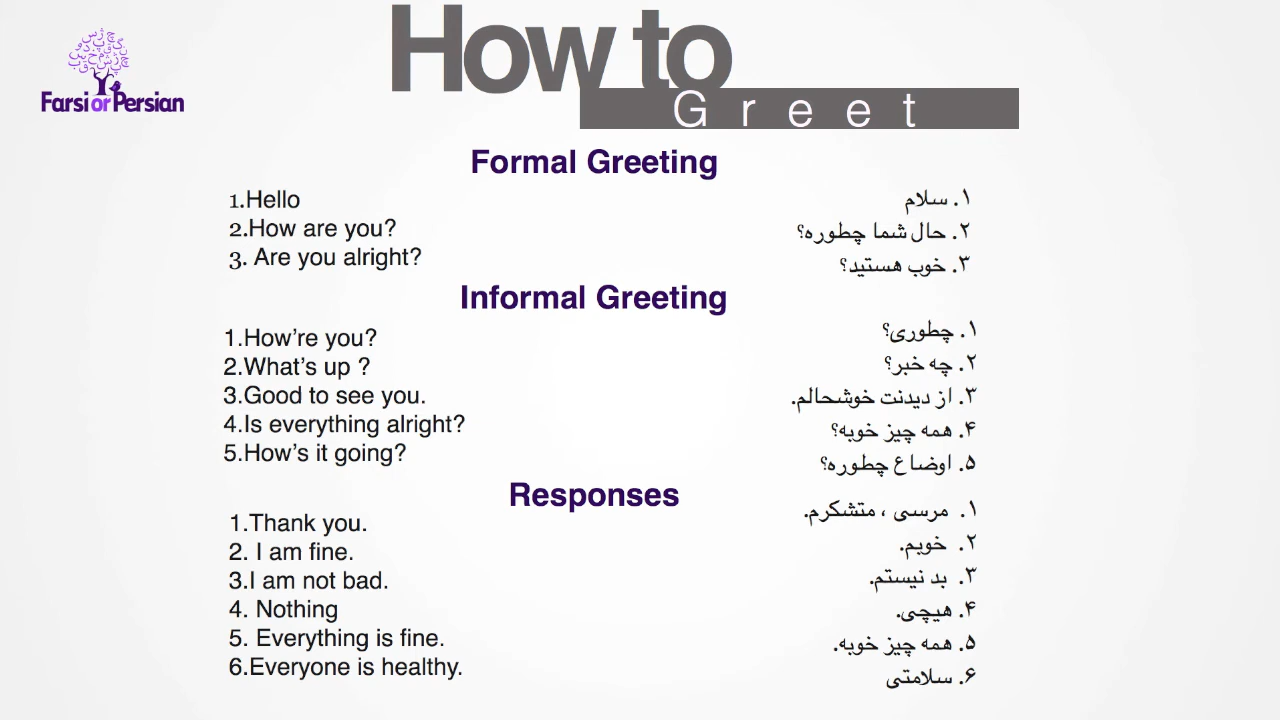 Farsi or Persian
How to
Greet
Formal Greeting
1.Hello
۱. سلام
2.How are you?
۲. حال شما چطوره؟
3. Are you alright?
۳. خوب هستید؟
Informal Greeting
1.How’re you?
۱. چطوری؟
2.What’s up ?
۲. چه خبر؟
3.Good to see you.
۳. از دیدنت خوشحالم.
4.Is everything alright?
۴. همه چیز خوبه؟
5.How’s it going?
۵. اوضاع چطوره؟
Responses
1.Thank you.
۱. مرسی ، متشکرم.
2. I am fine.
۲. خوبم.
3.I am not bad.
۳. بد نیستم.
4. Nothing
۴. هیچی.
5. Everything is fine.
۵. همه چیز خوبه.
6.Everyone is healthy.
۶. سلامتی